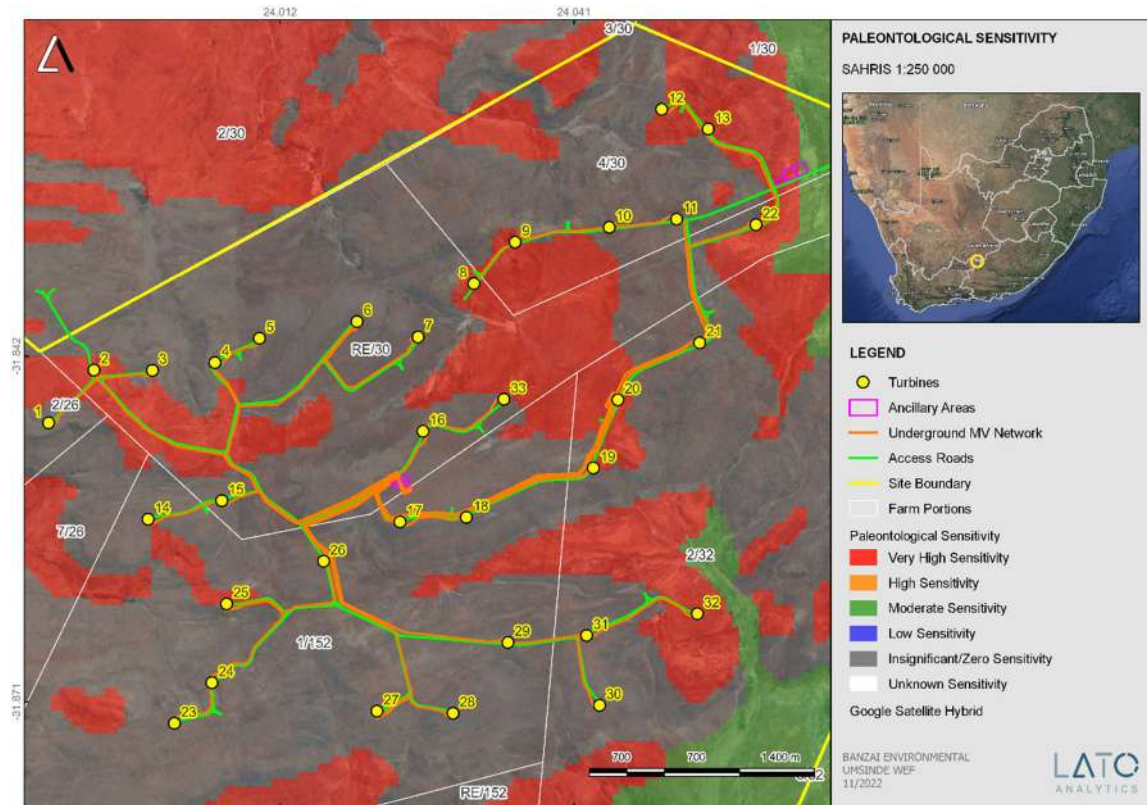 24.012
24.041
3/30
1/30
2/30
12
13
4/30
11
22
10
9
8
6
5
7
21
4
RE/30
-31.842
2
3
33
20
1
2/26
16
19
15
14
17
18
7/26
26
2/32
25
32
31
1/152
29
24
30
27
28
23
-31.871
700
700
1 400 m
RE/152
PALEONTOLOGICAL SENSITIVITY
SAHRIS 1:250 000
LEGEND
Turbines
Ancillary Areas
Underground MV Network
Access Roads
Site Boundary
Farm Portions
Paleontological Sensitivity
Very High Sensitivity
High Sensitivity
Moderate Sensitivity
Low Sensitivity
Insignificant/Zero Sensitivity
Unknown Sensitivity
Google Satellite Hybrid
BANZAI ENVIRONMENTAL
UMSINDE WEF
11/2022
LATO
ANALYTICS